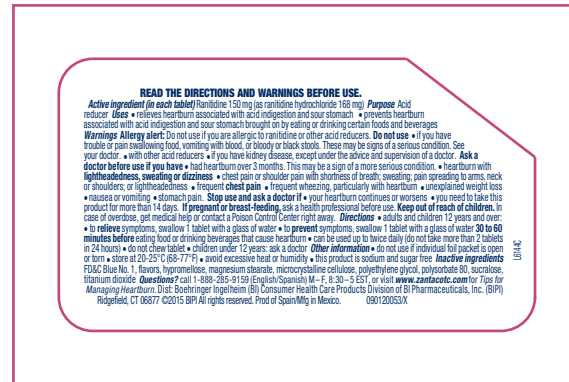 READ THE DIRECTIONS AND WARNINGS BEFORE USE.
Active ingredient (in each tablet) Ranitidine 150 mg (as ranitidine hydrochloride 168 mg) Purpose Acid
reducer Uses • relieves heartburn associated with acid indigestion and sour stomach • prevents heartburn
associated with acid indigestion and sour stomach brought on by eating or drinking certain foods and beverages
Warnings Allergy alert: Do not use if you are allergic to ranitidine or other acid reducers. Do not use • if you have
trouble or pain swallowing food, vomiting with blood, or bloody or black stools. These may be signs of a serious condition. See
your doctor. • with other acid reducers • if you have kidney disease, except under the advice and supervision of a doctor. Ask a
doctor before use if you have • had heartburn over 3 months. This may be a sign of a more serious condition. • heartburn with
lightheadedness, sweating or dizziness • chest pain or shoulder pain with shortness of breath; sweating; pain spreading to arms, neck
or shoulders; or lightheadedness • frequent chest pain • frequent wheezing, particularly with heartburn • unexplained weight loss
• nausea or vomiting • stomach pain. Stop use and ask a doctor if • your heartburn continues or worsens • you need to take this
product for more than 14 days. If pregnant or breast-feeding, ask a health professional before use. Keep out of reach of children. In
case of overdose, get medical help or contact a Poison Control Center right away. Directions • adults and children 12 years and over:
• to relieve symptoms, swallow 1 tablet with a glass of water • to prevent symptoms, swallow 1 tablet with a glass of water 30 to 60
minutes before eating food or drinking beverages that cause heartburn • can be used up to twice daily (do not take more than 2 tablets
in 24 hours) • do not chew tablet • children under 12 years: ask a doctor Other information • do not use if individual foil packet is open
or torn • store at 20-25°C (68-77°F) • avoid excessive heat or humidity • this product is sodium and sugar free Inactive ingredients
FD&C Blue No. 1, flavors, hypromellose, magnesium stearate, microcrystalline cellulose, polyethylene glycol, polysorbate 80, sucralose,
titanium dioxide Questions? call 1-888-285-9159 (English/Spanish) M–F, 8:30–5 EST, or visit www.zantacotc.com for Tips for
Managing Heartburn. Dist: Boehringer Ingelheim (BI) Consumer Health Care Products Division of BI Pharmaceuticals, Inc. (BIPI)
Ridgefield, CT 06877 ©2015 BIPI All rights reserved. Prod of Spain/Mfg in Mexico. 090120053/X
L6144C